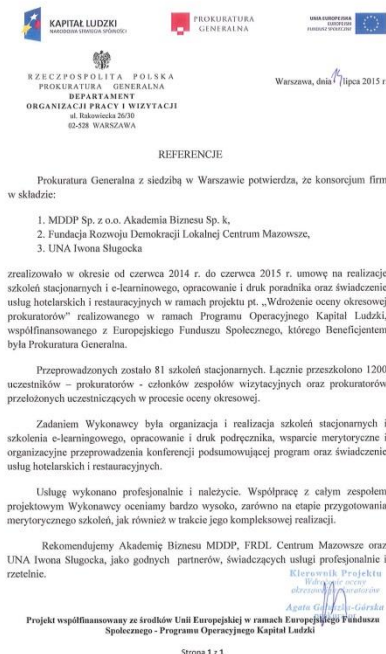 KAPITAŁ LUDZKI
NARODOWA STRATEGIA SPÓJNOŚCI
PROKURATURA
GENERALNA
UNIA EUROPEJSKA
EUROPEJSKI
FUNDUSZ SPOŁECZNY
RZECZPOSPOLITA POLSKA
PROKURATURA GENERALNA
DEPARTAMENT
ORGANIZACJI PRACY I WIZYTACJI
ul. Rakowiecka 26/30
02-528 WARSZAWA
Warszawa, dnia lipca 2015 r.
REFERENCJE
Prokuratura Generalna z siedzibą w Warszawie potwierdza, że konsorcjum firm
w składzie:
1. MDDP Sp. z o.o. Akademia Biznesu Sp. k,
2. Fundacja Rozwoju Demokracji Lokalnej Centrum Mazowsze,
3. UNA Iwona Sługocka
zrealizowało w okresie od czerwca 2014 r. do czerwca 2015 r. umowę na realizację
szkoleń stacjonarnych i e-learninowego, opracowanie i druk poradnika oraz świadczenie
usług hotelarskich i restauracyjnych w ramach projektu pt. „Wdrożenie oceny okresowej
prokuratorów” realizowanego w ramach Programu Operacyjnego Kapitał Ludzki,
współfinansowanego z Europejskiego Funduszu Społecznego, którego Beneficjentem
była Prokuratura Generalna.
Przeprowadzonych zostało 81 szkoleń stacjonarnych. Łącznie przeszkolono 1200
uczestników – prokuratorów - członków zespołów wizytacyjnych oraz prokuratorów
przełożonych uczestniczących w procesie oceny okresowej.
Zadaniem Wykonawcy była organizacja i realizacja szkoleń stacjonarnych i
szkolenia e-learningowego, opracowanie i druk podręcznika, wsparcie merytoryczne i
organizacyjne przeprowadzenia konferencji podsumowującej program oraz świadczenie
usług hotelarskich i restauracyjnych.
Usługę wykonano profesjonalnie i należycie. Współpracę z całym zespołem
projektowym Wykonawcy oceniamy bardzo wysoko, zarówno na etapie przygotowania
merytorycznego szkoleń, jak również w trakcie jego kompleksowej realizacji.
Rekomendujemy Akademię Biznesu MDDP, FRDL Centrum Mazowsze oraz
UNA Iwona Sługocka, jako godnych partnerów, świadczących usługi profesjonalnie i
rzetelnie.
Kierownik Projektu
Wdrożenie oceny
okresowej prokuratorów
Agata Górska
Projekt współfinansowany ze środków Unii Europejskiej w ramach Europejskiego Funduszu
Społecznego - Programu Operacyjnego Kapitał Ludzki
Strona 1 z 1